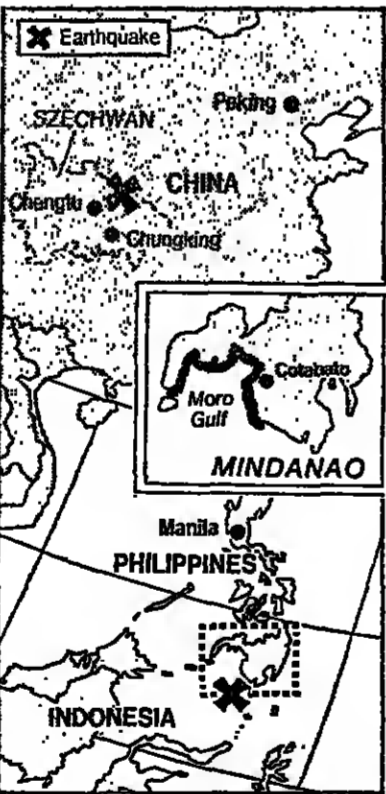 Earthquake
Peking
SZECHWAN
CHINA
Chengtu
Chungking
Cotabato
Moro
Gulf
MINDANAO
Manila
PHILIPPINES
INDONESIA